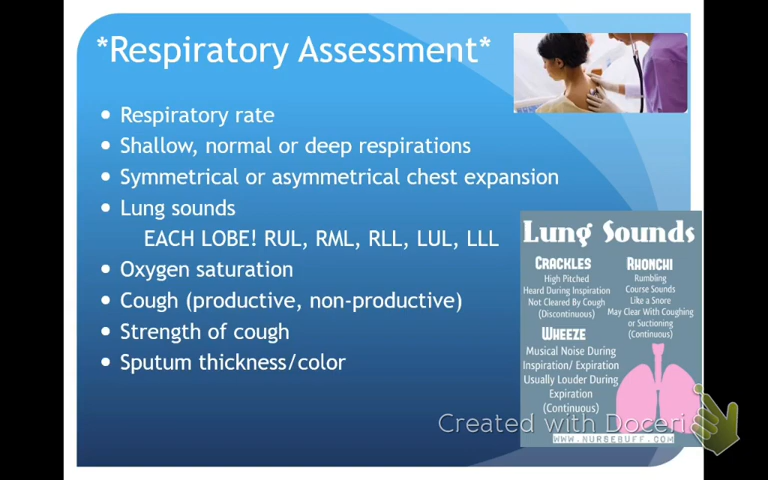 *Respiratory Assessment*
Respiratory rate
Shallow, normal or deep respirations
Symmetrical or asymmetrical chest expansion
Lung sounds
EACH LOBE! RUL, RML, RLL, LUL, LLL
Oxygen saturation
Cough (productive, non-productive)
Strength of cough
Sputum thickness/color
Lung Sounds
CRACKLES
High Pitched
Heard During Inspiration
Not Cleared By Cough
(Discontinuous)
RHONCHI
Rumbling
Course Sounds
Like a Snore
May Clear With Coughing
or Suctioning
(Continuous)
WHEEZE
Musical Noise During
Inspiration/ Expiration
Usually Louder During
Expiration
(Continuous)
Created with Doceri
WWW.NURSEBUFF.COM